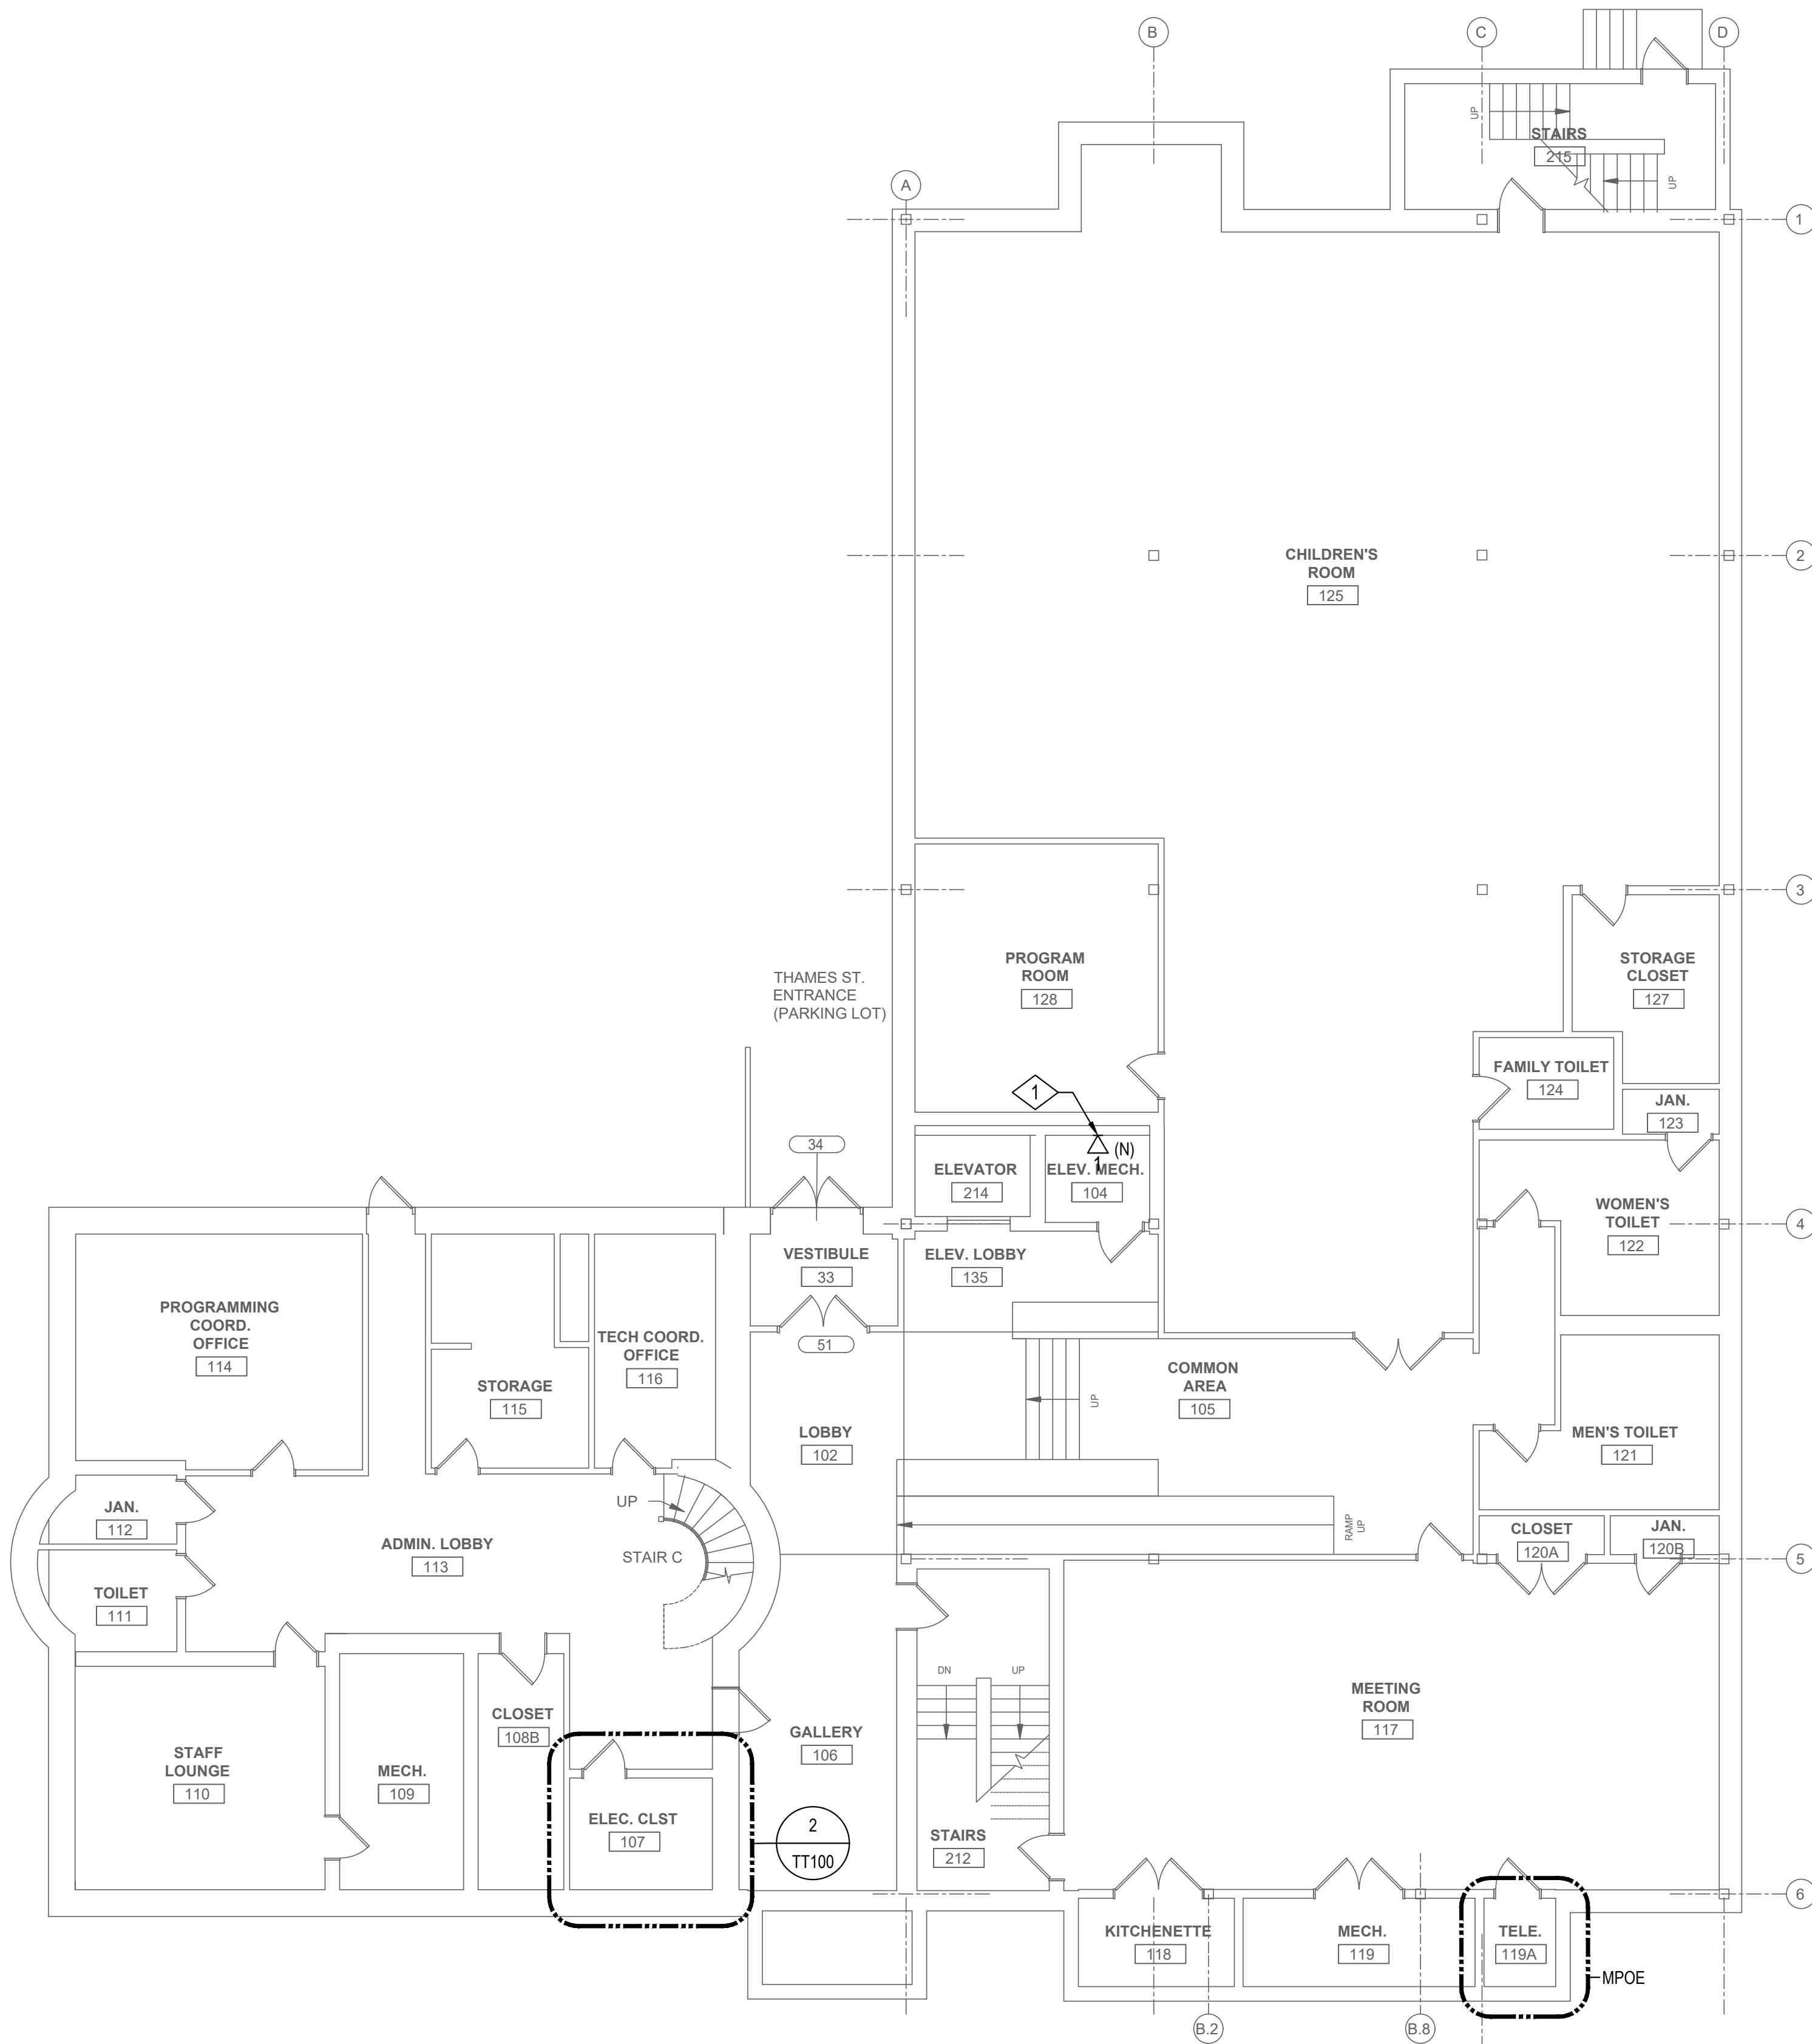 B
C
D
UP
STAIRS
215
UP
A
1
CHILDREN'S
ROOM
125
2
3
PROGRAM
ROOM
128
STORAGE
CLOSET
127
THAMES ST.
ENTRANCE
(PARKING LOT)
FAMILY TOILET
124
1
JAN.
123
34
(N)
1
ELEVATOR
214
ELEV. MECH.
104
WOMEN'S
TOILET
122
4
VESTIBULE
33
ELEV. LOBBY
135
PROGRAMMING
COORD.
OFFICE
114
TECH COORD.
OFFICE
116
51
STORAGE
115
COMMON
AREA
105
UP
LOBBY
102
MEN'S TOILET
121
JAN.
112
UP
RAMP
UP
CLOSET
120A
JAN.
120B
ADMIN. LOBBY
113
STAIR C
5
TOILET
111
DN
UP
MEETING
ROOM
117
CLOSET
108B
GALLERY
106
STAFF
LOUNGE
110
MECH.
109
ELEC. CLST
107
2
TT100
STAIRS
212
6
KITCHENETTE
118
MECH.
119
TELE.
119A
MPOE
B.2
B.8